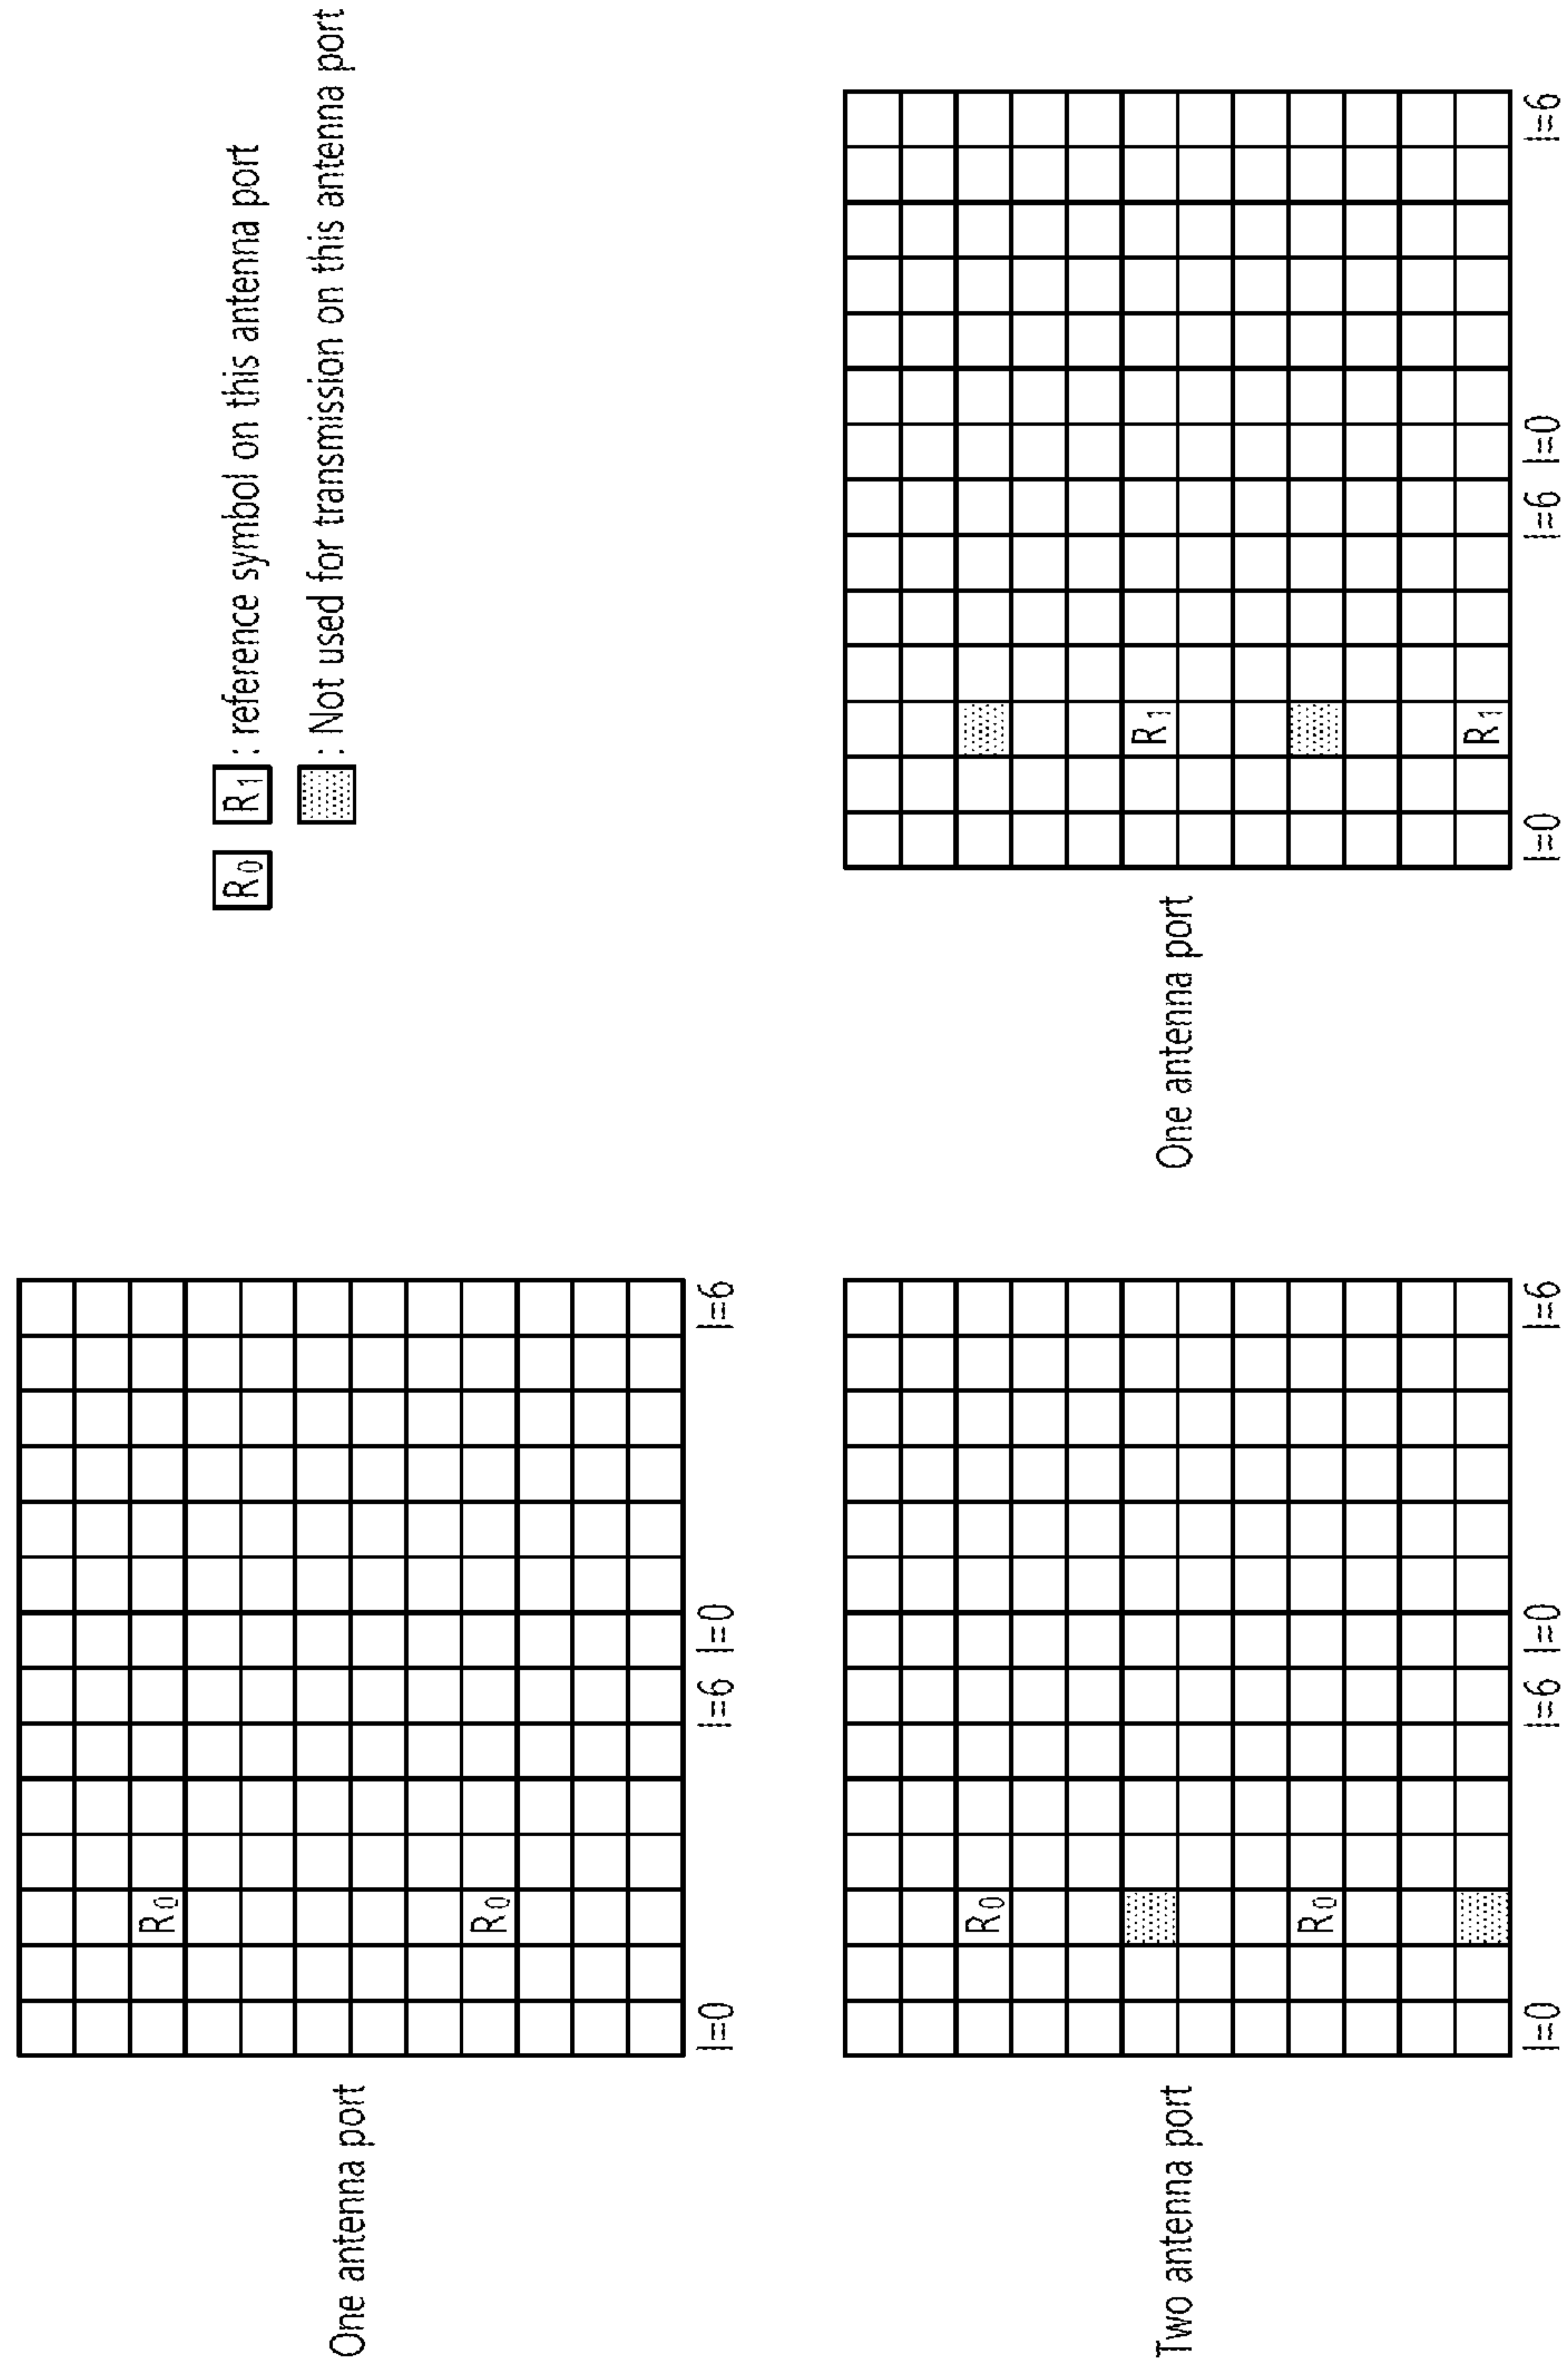 One antenna port
R0
R0
l=0 l=6 l=0 l=6
R0 R1 : reference symbol on this antenna port
: Not used for transmission on this antenna port
Two antenna port
R0
R0
l=0 l=6 l=0 l=6
One antenna port
R1
R1
l=0 l=6 l=0 l=6